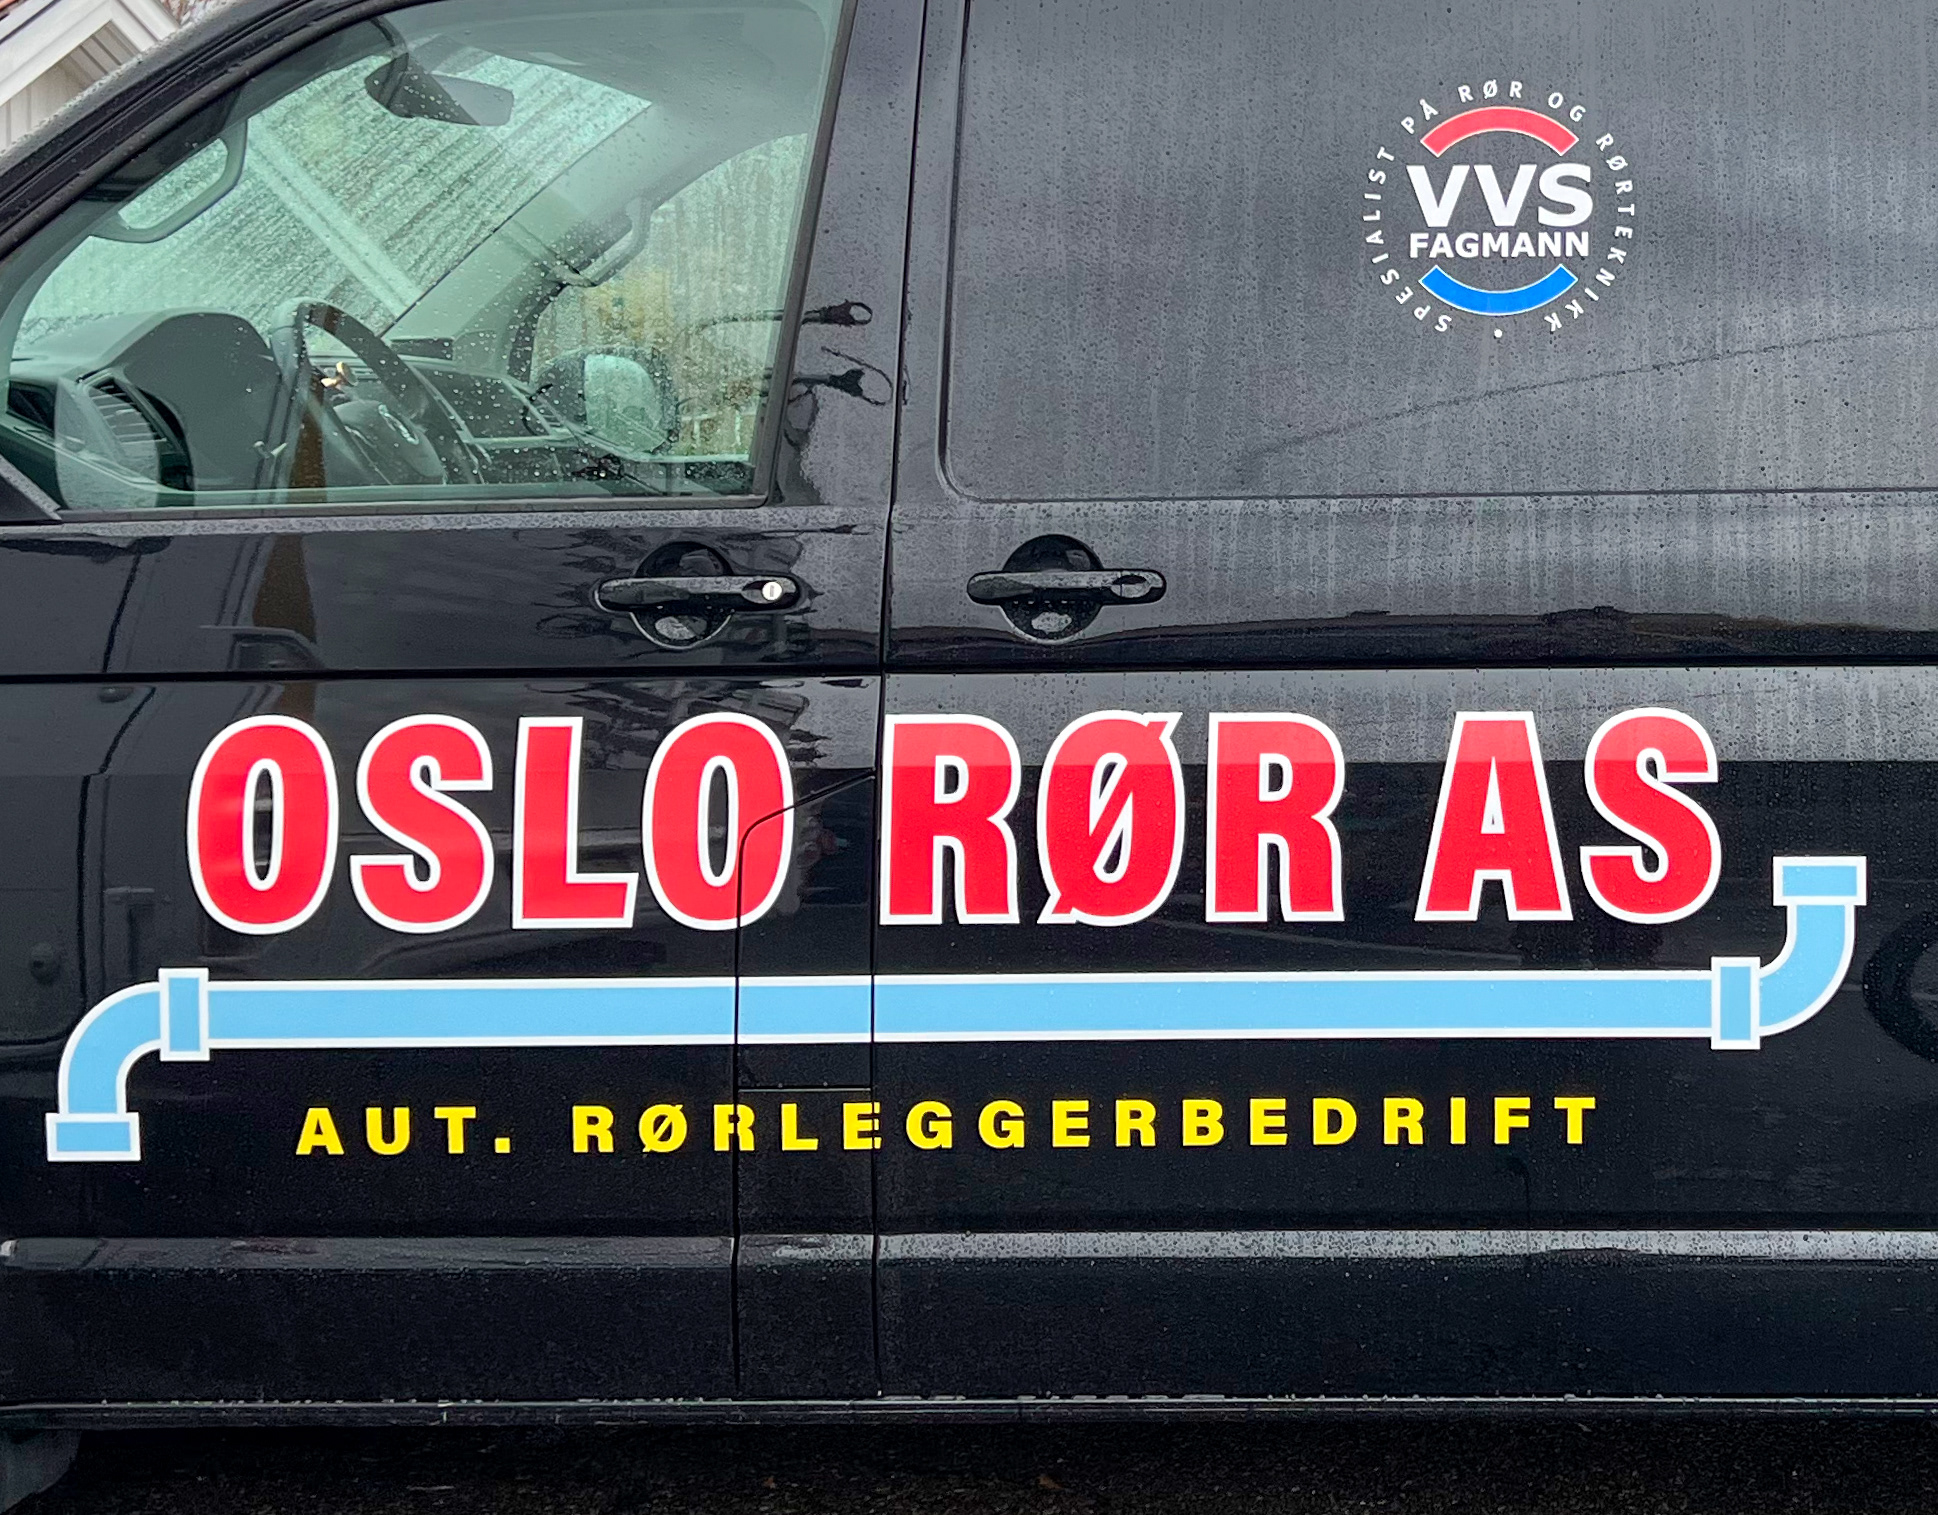 SPESIALIST PÅ RØR OG RØRTEKNIKK •
VVS
FAGMANN
OSLO RØR AS
AUT. RØRLEGGERBEDRIFT